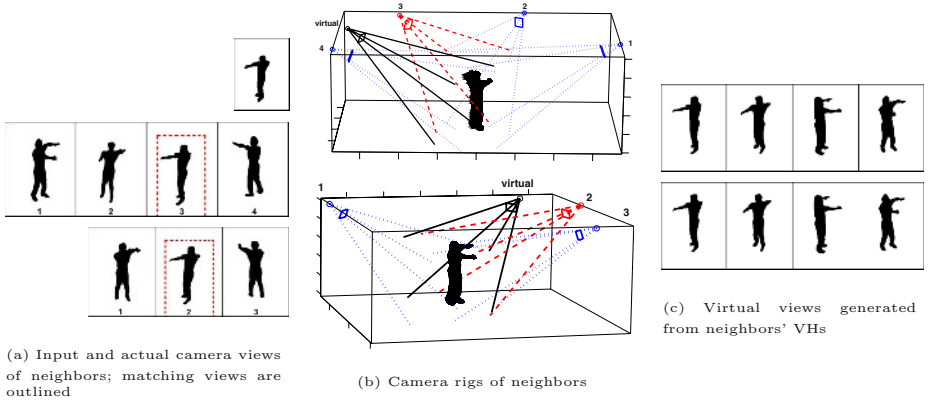 1 2 3 4
1 2 3
(a) Input and actual camera views
of neighbors; matching views are
outlined
3 2
virtual
1
4
virtual
1
2
3
(b) Camera rigs of neighbors
(c) Virtual views generated
from neighbors' VHs